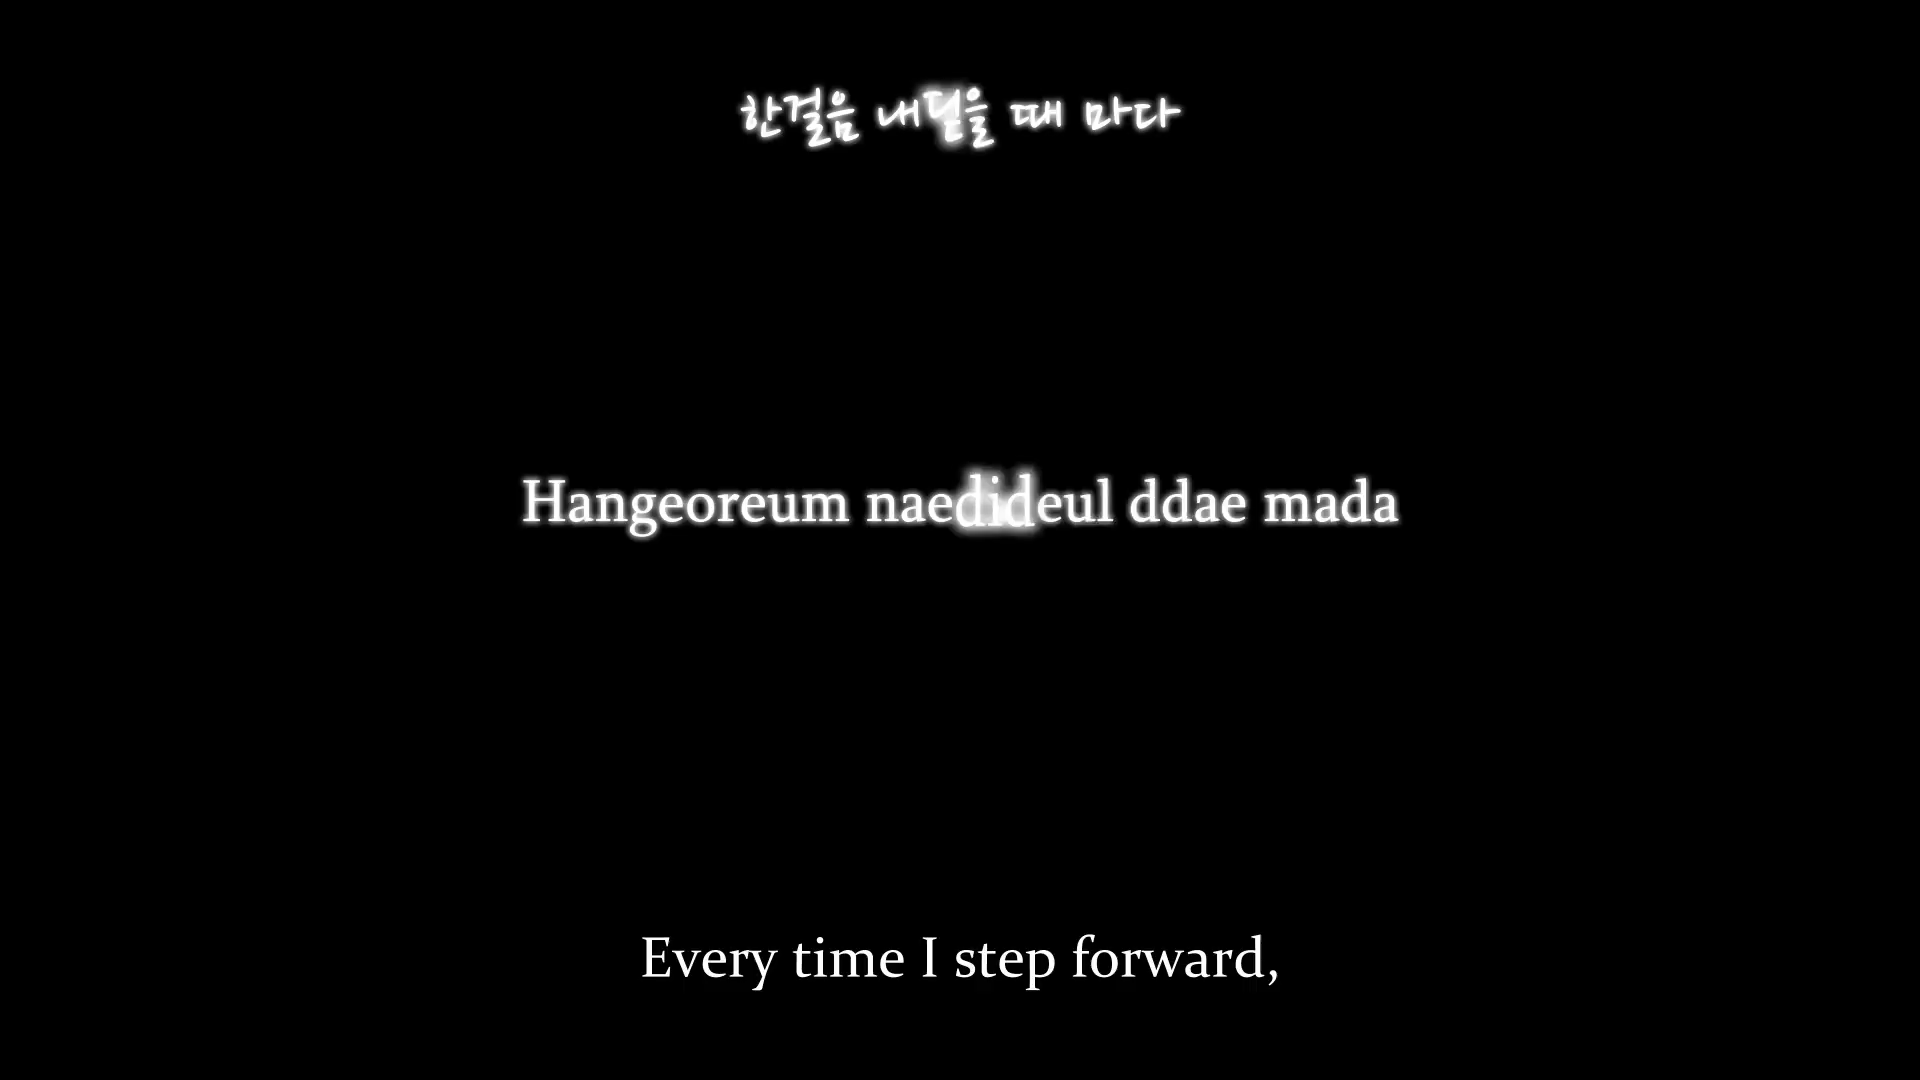 한걸음 내딛을 때 마다
Hangeoreum naedideul ddae mada
Every time I step forward,